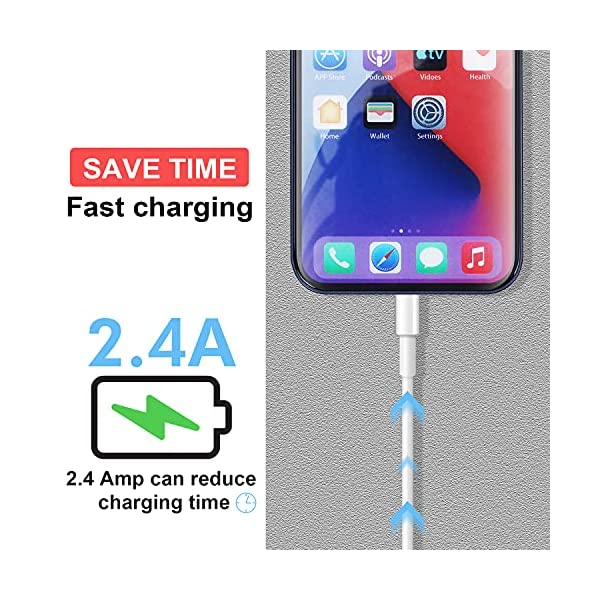 SAVE TIME
Fast charging
2.4A
2.4 Amp can reduce
charging time
tv
APP Store Podcasts Vidoes Health
Home Wallet Settings